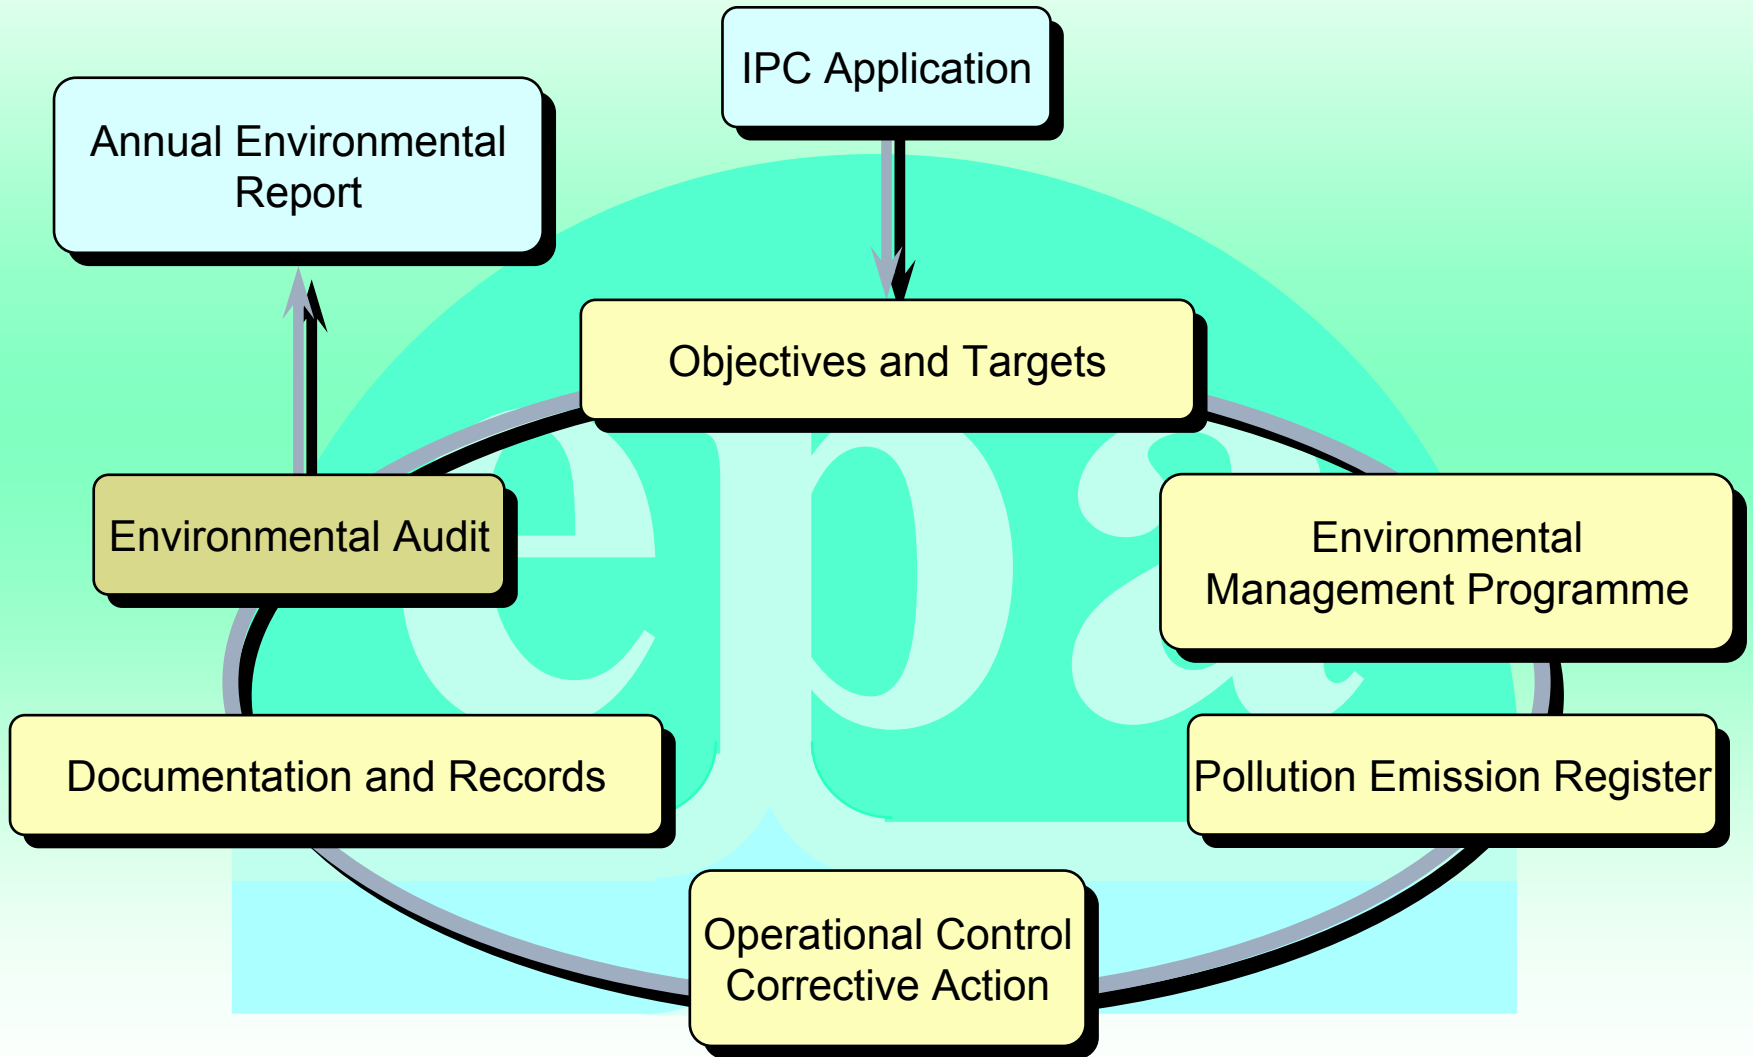 IPC Application
Annual Environmental
Report
Objectives and Targets
Environmental Audit
Environmental
Management Programme
Documentation and Records
Pollution Emission Register
Operational Control
Corrective Action
epa